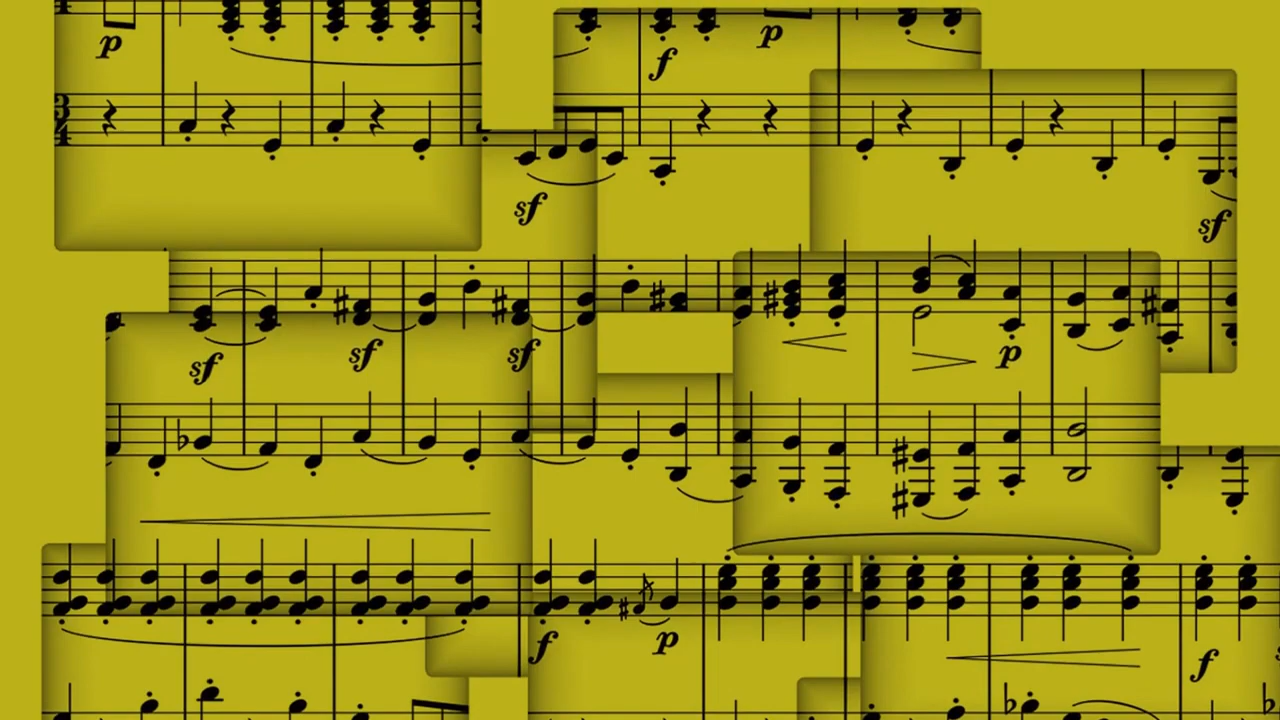 p f p
3
4
sf sf
sf sf sf p
f p f